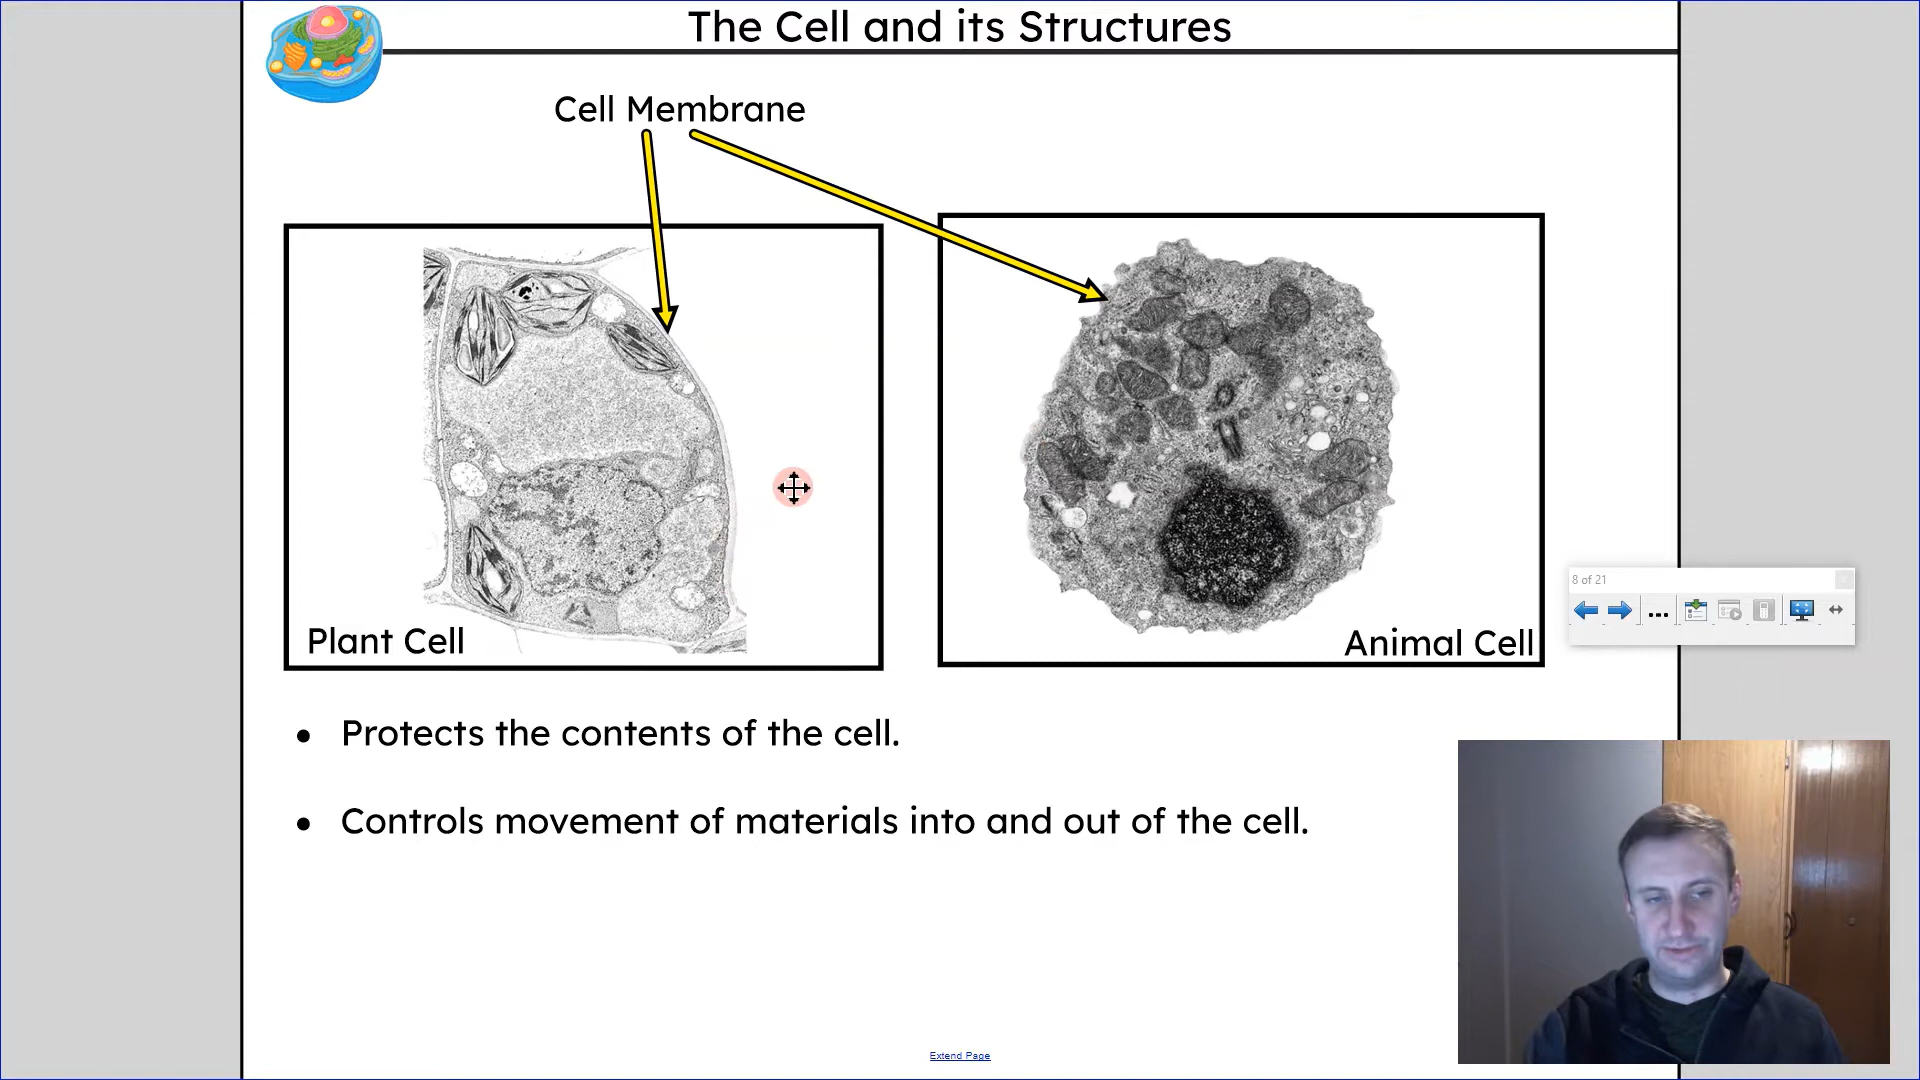 The Cell and its Structures
Cell Membrane
Plant Cell
Animal Cell
8 of 21
● Protects the contents of the cell.
● Controls movement of materials into and out of the cell.
Extend Page